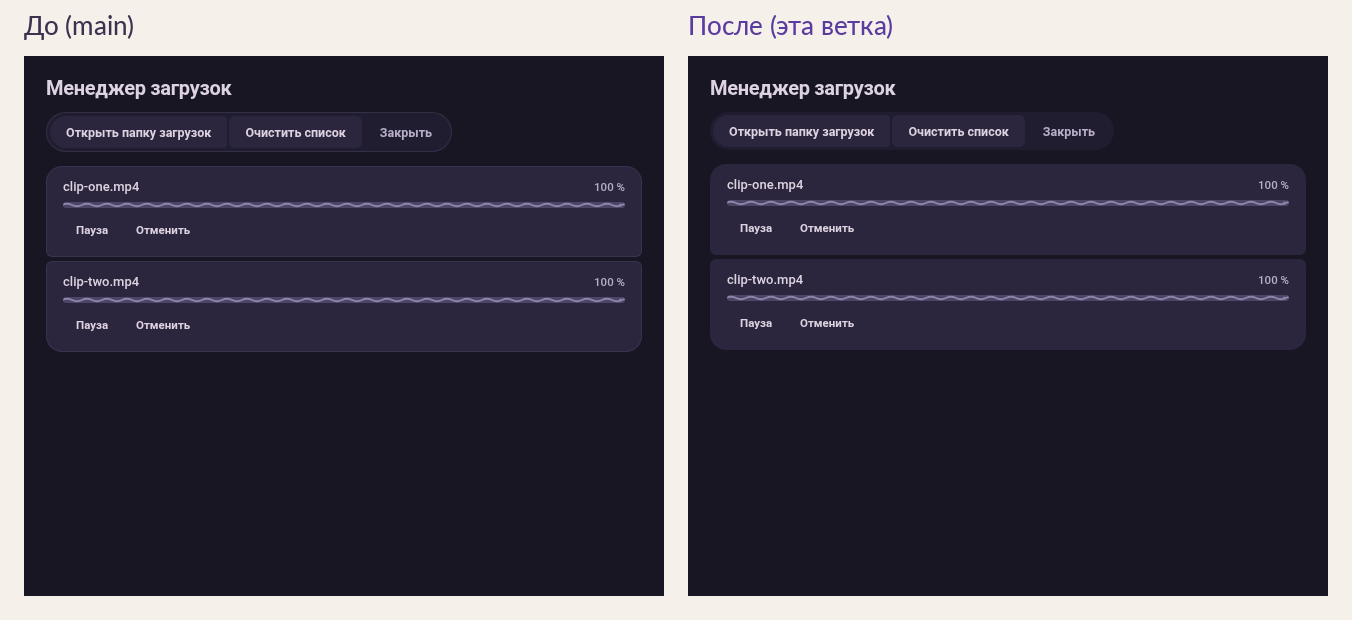 До (main)
После (эта ветка)
Менеджер загрузок
Открыть папку загрузок Очистить список Закрыть
clip-one.mp4 100 %
Пауза Отменить
clip-two.mp4 100 %
Пауза Отменить
Менеджер загрузок
Открыть папку загрузок Очистить список Закрыть
clip-one.mp4 100 %
Пауза Отменить
clip-two.mp4 100 %
Пауза Отменить